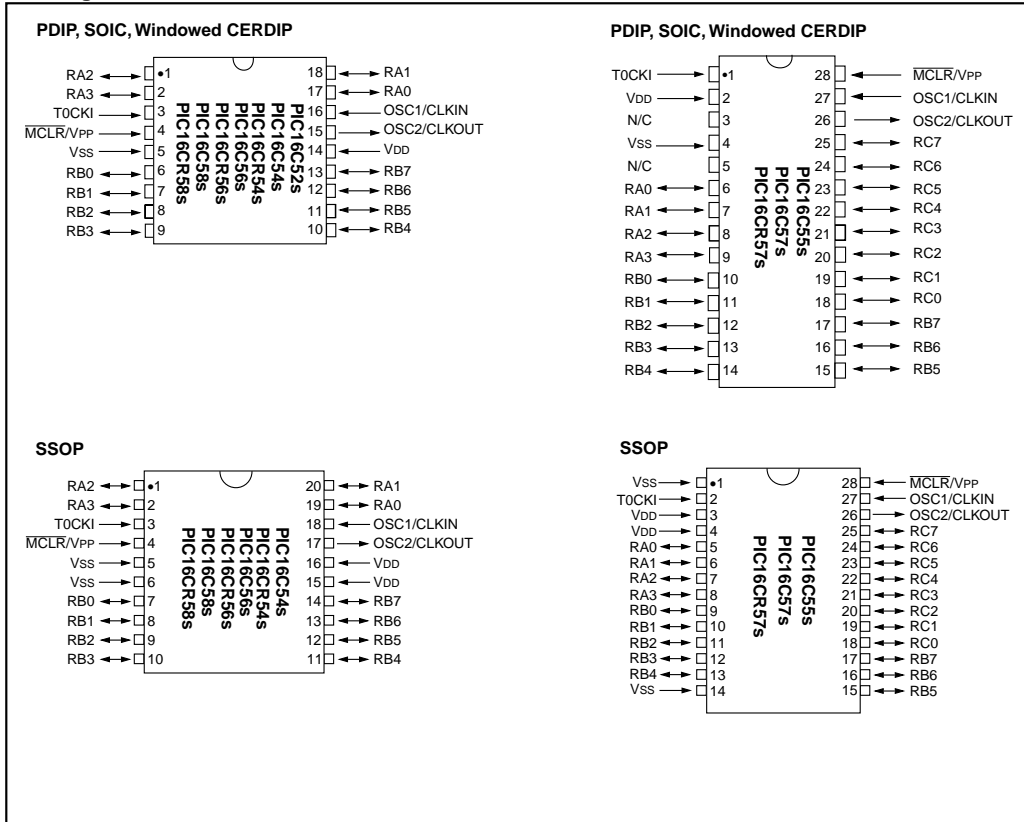 PDIP, SOIC, Windowed CERDIP
RA2 •1 18 RA1
RA3 2 17 RA0
T0CKI 3 16 OSC1/CLKIN
MCLR/VPP 4 15 OSC2/CLKOUT
VSS 5 14 VDD
RB0 6 13 RB7
RB1 7 12 RB6
RB2 8 11 RB5
RB3 9 10 RB4
PIC16C52s
PIC16C54s
PIC16CR54s
PIC16C56s
PIC16CR56s
PIC16C58s
PIC16CR58s
PDIP, SOIC, Windowed CERDIP
T0CKI •1 28 MCLR/VPP
VDD 2 27 OSC1/CLKIN
N/C 3 26 OSC2/CLKOUT
VSS 4 25 RC7
N/C 5 24 RC6
RA0 6 23 RC5
RA1 7 22 RC4
RA2 8 21 RC3
RA3 9 20 RC2
RB0 10 19 RC1
RB1 11 18 RC0
RB2 12 17 RB7
RB3 13 16 RB6
RB4 14 15 RB5
PIC16C55s
PIC16C57s
PIC16CR57s
SSOP
RA2 •1 20 RA1
RA3 2 19 RA0
T0CKI 3 18 OSC1/CLKIN
MCLR/VPP 4 17 OSC2/CLKOUT
VSS 5 16 VDD
VSS 6 15 VDD
RB0 7 14 RB7
RB1 8 13 RB6
RB2 9 12 RB5
RB3 10 11 RB4
PIC16C54s
PIC16CR54s
PIC16C56s
PIC16CR56s
PIC16C58s
PIC16CR58s
SSOP
VSS •1 28 MCLR/VPP
T0CKI 2 27 OSC1/CLKIN
VDD 3 26 OSC2/CLKOUT
VDD 4 25 RC7
RA0 5 24 RC6
RA1 6 23 RC5
RA2 7 22 RC4
RA3 8 21 RC3
RB0 9 20 RC2
RB1 10 19 RC1
RB2 11 18 RC0
RB3 12 17 RB7
RB4 13 16 RB6
VSS 14 15 RB5
PIC16C55s
PIC16C57s
PIC16CR57s